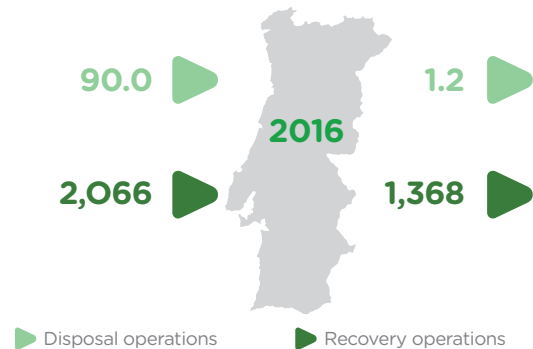 90.0
1.2
2016
2,066
1,368
Disposal operations
Recovery operations